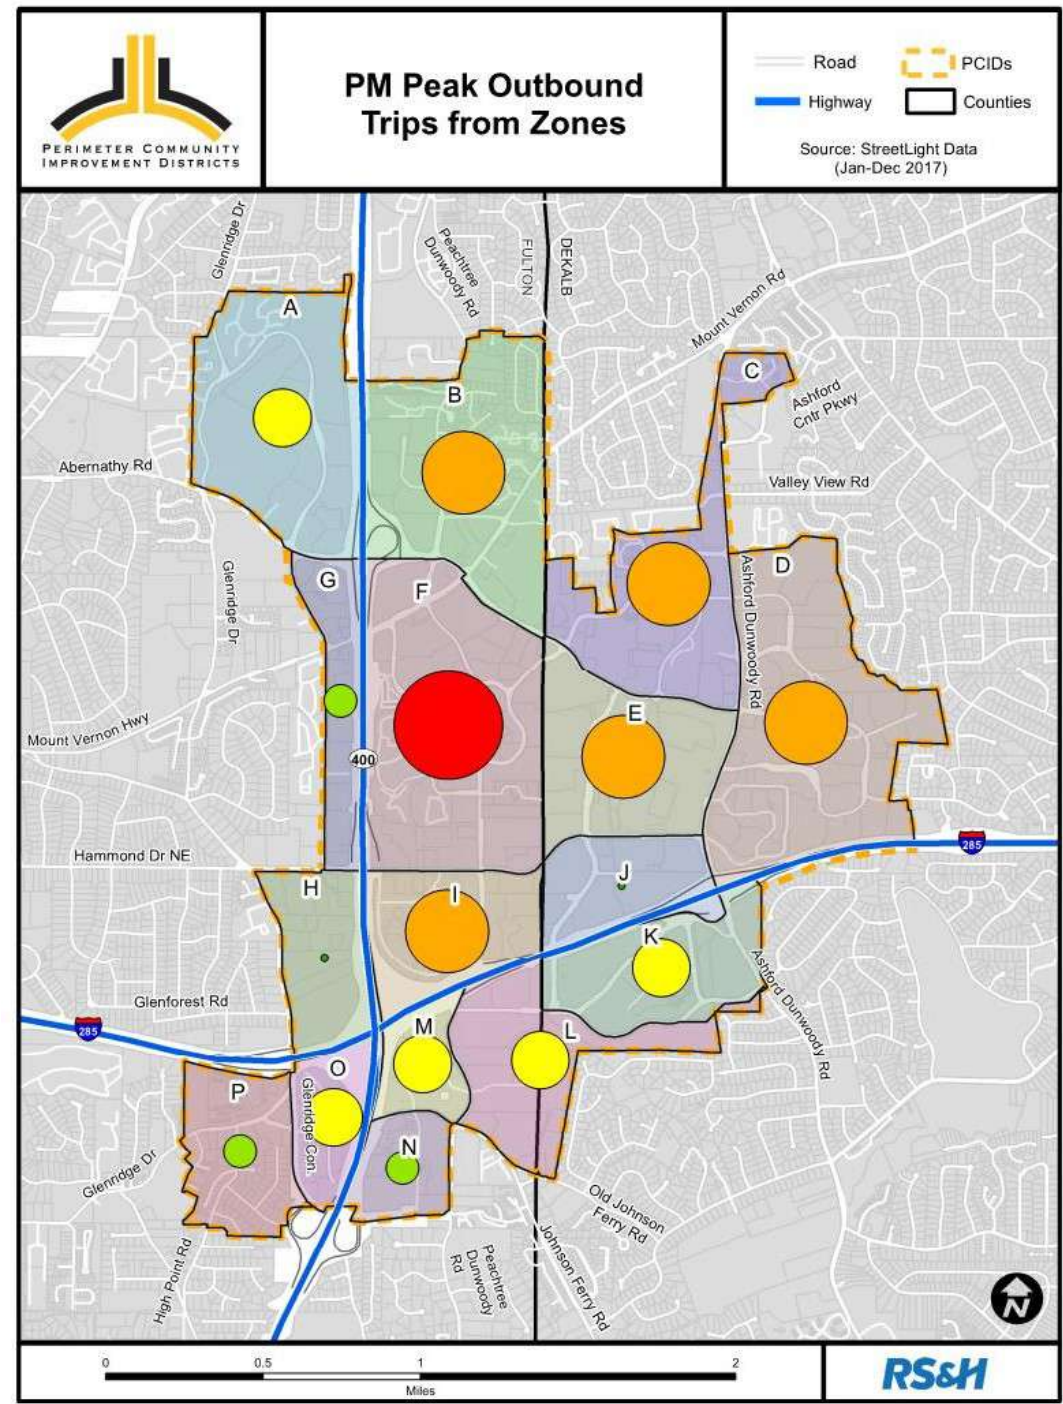 PERIMETER COMMUNITY
IMPROVEMENT DISTRICTS
PM Peak Outbound
Trips from Zones
Road
PCIDs
Highway
Counties
Source: StreetLight Data
(Jan-Dec 2017)
Glenridge Dr
Peachtree
Dunwoody Rd
FULTON
DEKALB
Mount Vernon Rd
A
B
C
Ashford
Cntr Pkwy
Abernathy Rd
Valley View Rd
Glenridge Dr
G
F
Ashford Dunwoody Rd
D
E
Mount Vernon Hwy
400
Hammond Dr NE
285
H
I
J
K
Glenforest Rd
Ashford Dunwoody Rd
285
M
L
O
P
Glenridge Con.
N
Glenridge Dr
Old Johnson
Ferry Rd
High Point Rd
Peachtree
Dunwoody
Rd
Johnson Ferry Rd
N
0
0.5
1
2
Miles
RS&H